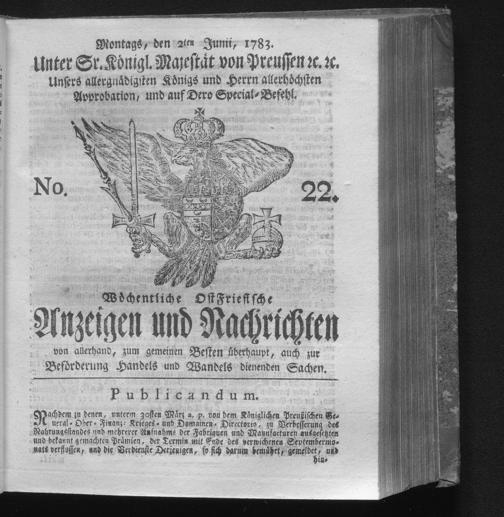 Montags, den 2ten Junii, 1783.
Unter Sr. Königl. Majestät von Preussen ꝛc. ꝛc.
Unsers allergnädigsten Königs und Herrn allerhöchsten
Approbation, und auf Dero Special-Befehl.
No. 22.
Wöchentliche OstFriesische
Anzeigen und Nachrichten
von allerhand, zum gemeinen Besten überhaupt, auch zur
Beförderung Handels und Wandels dienenden Sachen.
Publicandum.
Nachdem zu denen, unterm 30sten März a. p. von dem Königlichen Preußischen Ge-
neral-Ober-Finanz-Krieges- und Domainen-Directorio, zu Verbesserung des
Nahrungsstandes und mehrerer Aufnahme der Fabriquen und Manufacturen ausgesetzten
und bekannt gemachten Prämien, der Termin mit Ende des verwichenen Septembermo-
nats verflossen, und die Verdienste Derjenigen, so sich darum bemühet, gemeldet, und
hin-